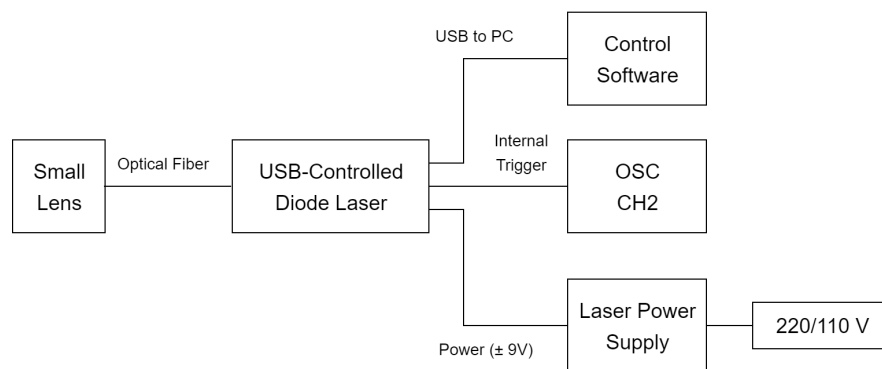 USB to PC
Control
Software
Small
Lens
Optical Fiber
USB-Controlled
Diode Laser
Internal
Trigger
OSC
CH2
Laser Power
Supply
220/110 V
Power (± 9V)